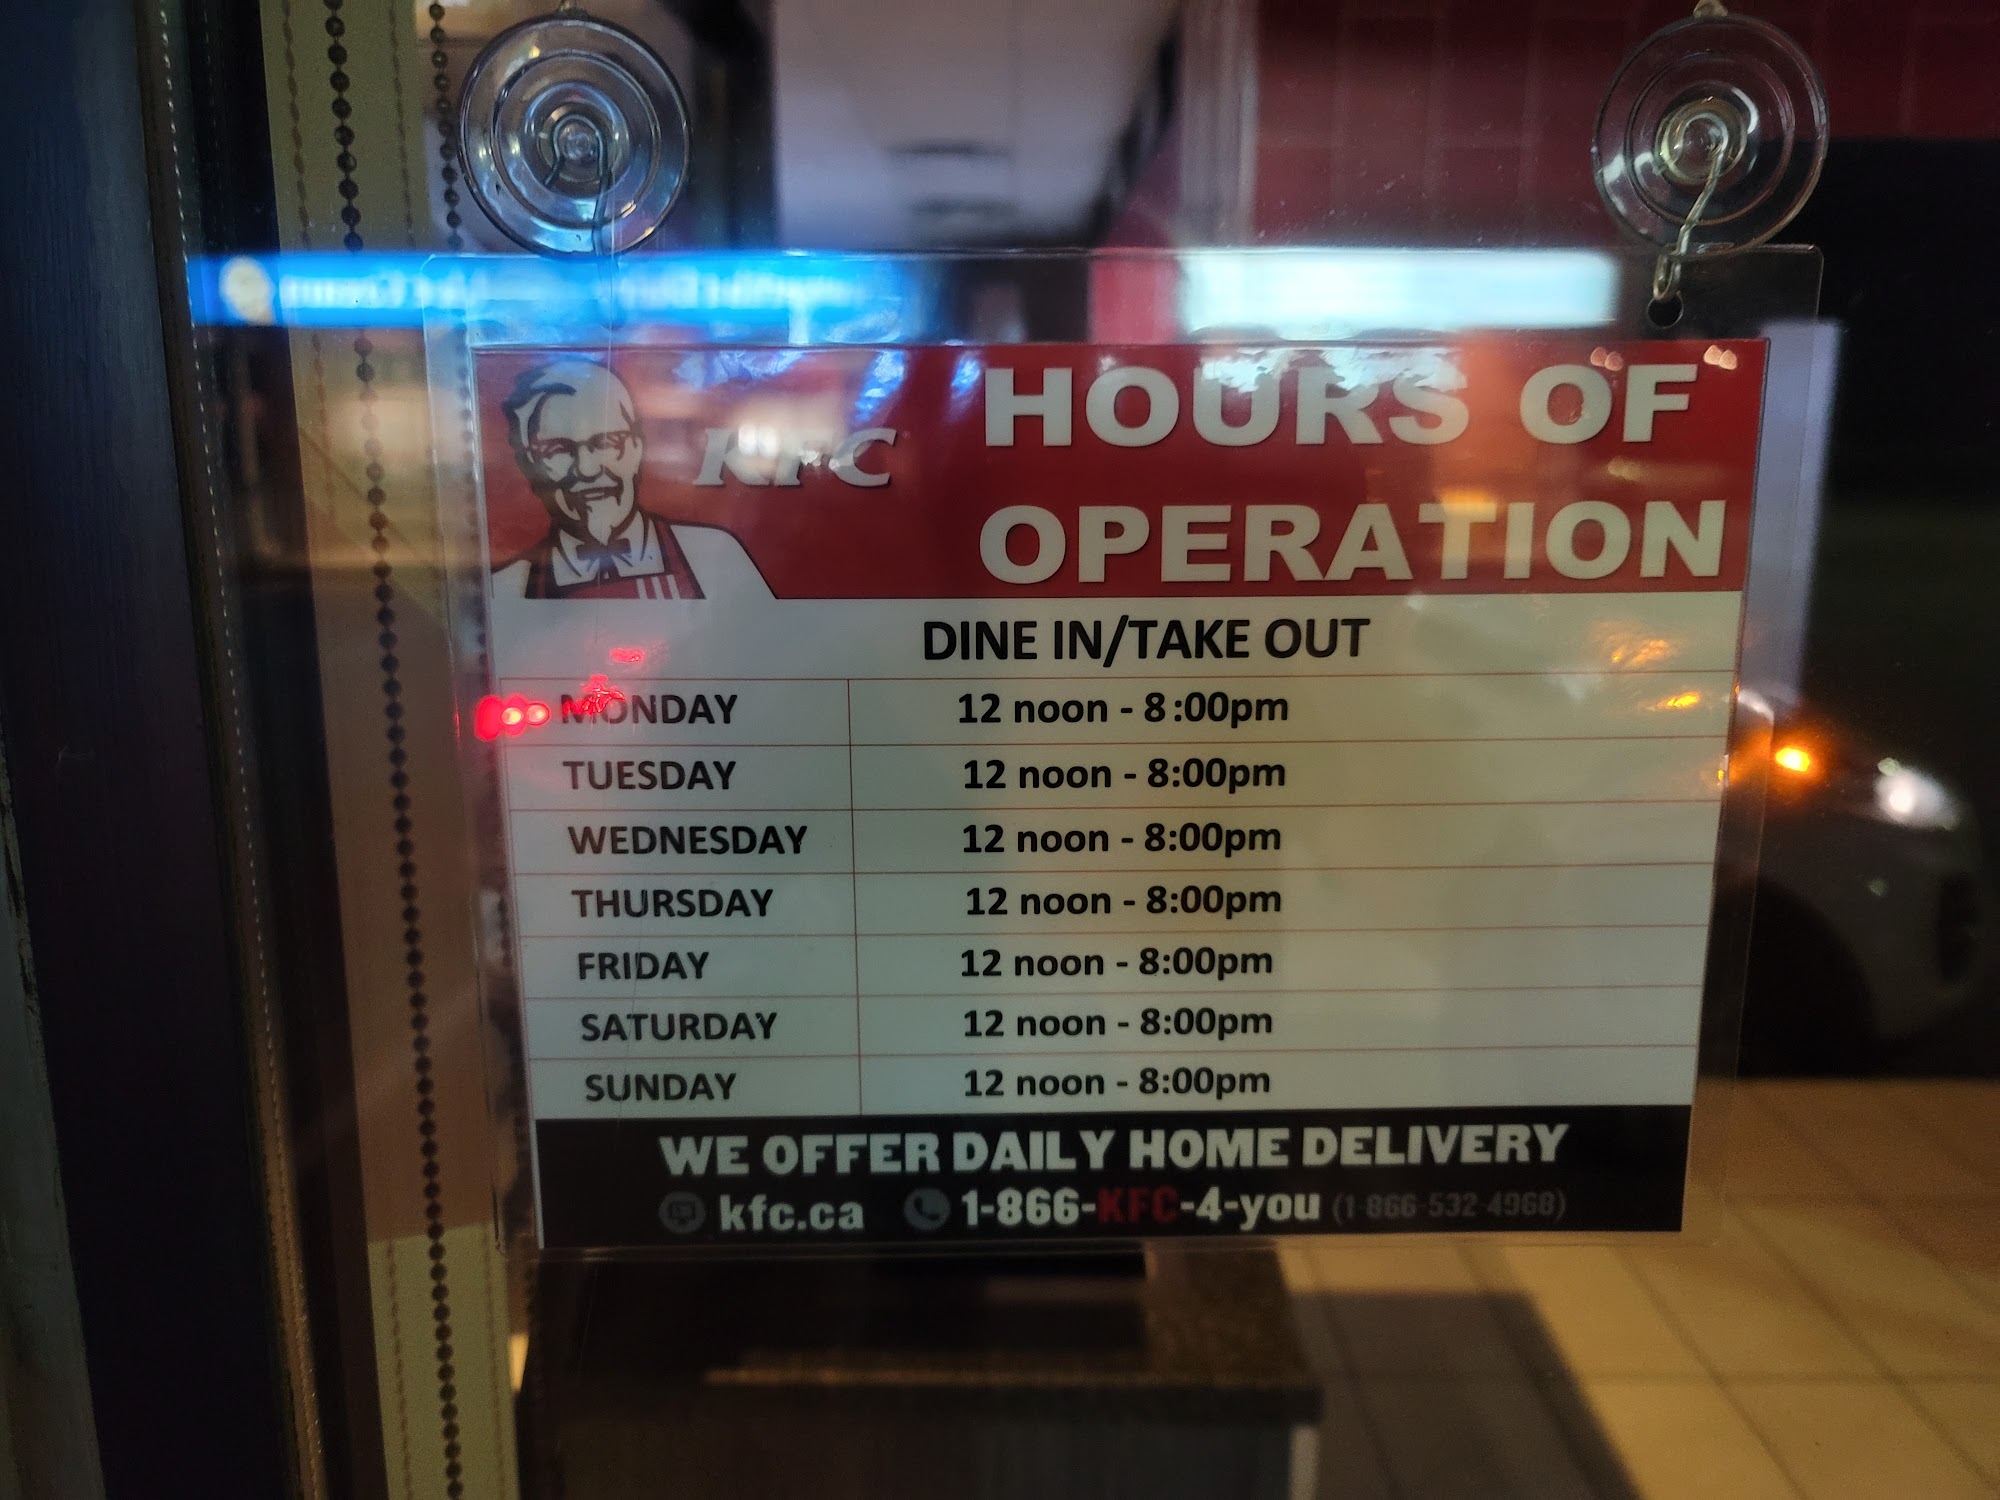 KFC
HOURS OF
OPERATION
DINE IN/TAKE OUT
MONDAY 12 noon - 8:00pm
TUESDAY 12 noon - 8:00pm
WEDNESDAY 12 noon - 8:00pm
THURSDAY 12 noon - 8:00pm
FRIDAY 12 noon - 8:00pm
SATURDAY 12 noon - 8:00pm
SUNDAY 12 noon - 8:00pm
WE OFFER DAILY HOME DELIVERY
kfc.ca 1-866-KFC-4-you (1-866-532-4968)